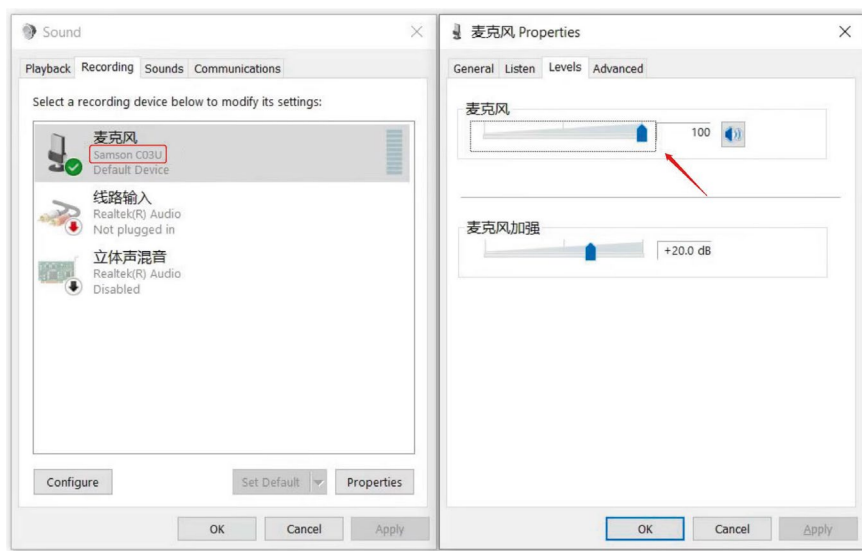 Sound
Playback Recording Sounds Communications
Select a recording device below to modify its settings:
麦克风
Samson C03U
Default Device
线路输入
Realtek(R) Audio
Not plugged in
立体声混音
Realtek(R) Audio
Disabled
Configure Set Default Properties
OK Cancel Apply
麦克风 Properties
General Listen Levels Advanced
麦克风
100
麦克风加强
+20.0 dB
OK Cancel Apply